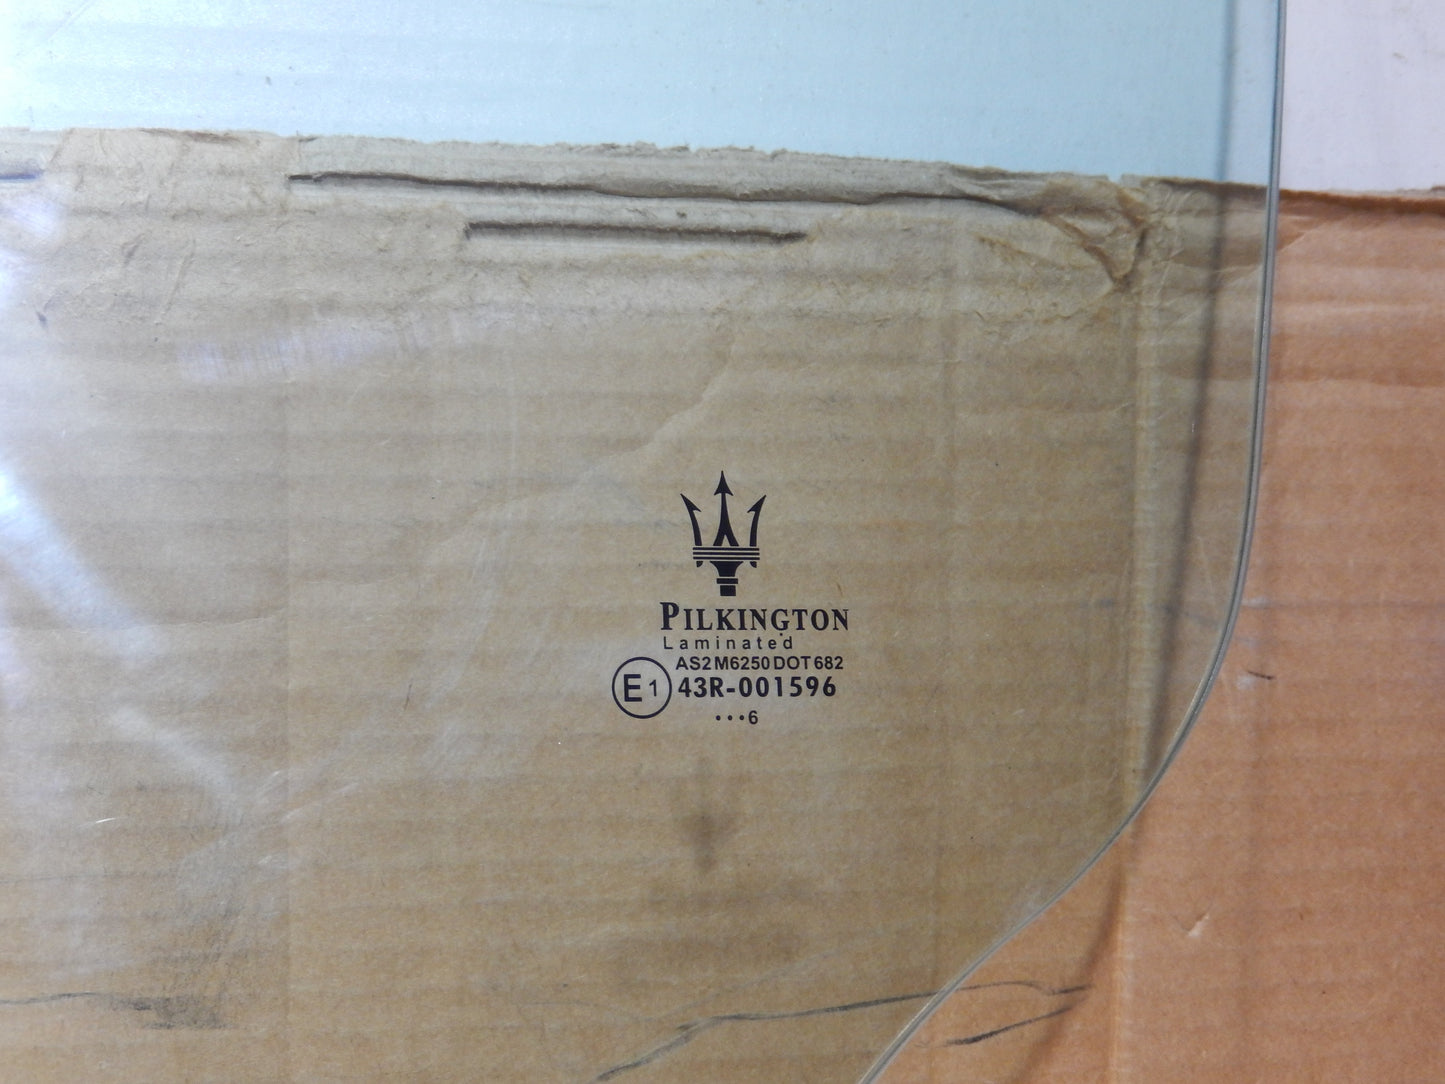 PILKINGTON
Laminated
AS2 M6250 DOT 682
E1 43R-001596
...6